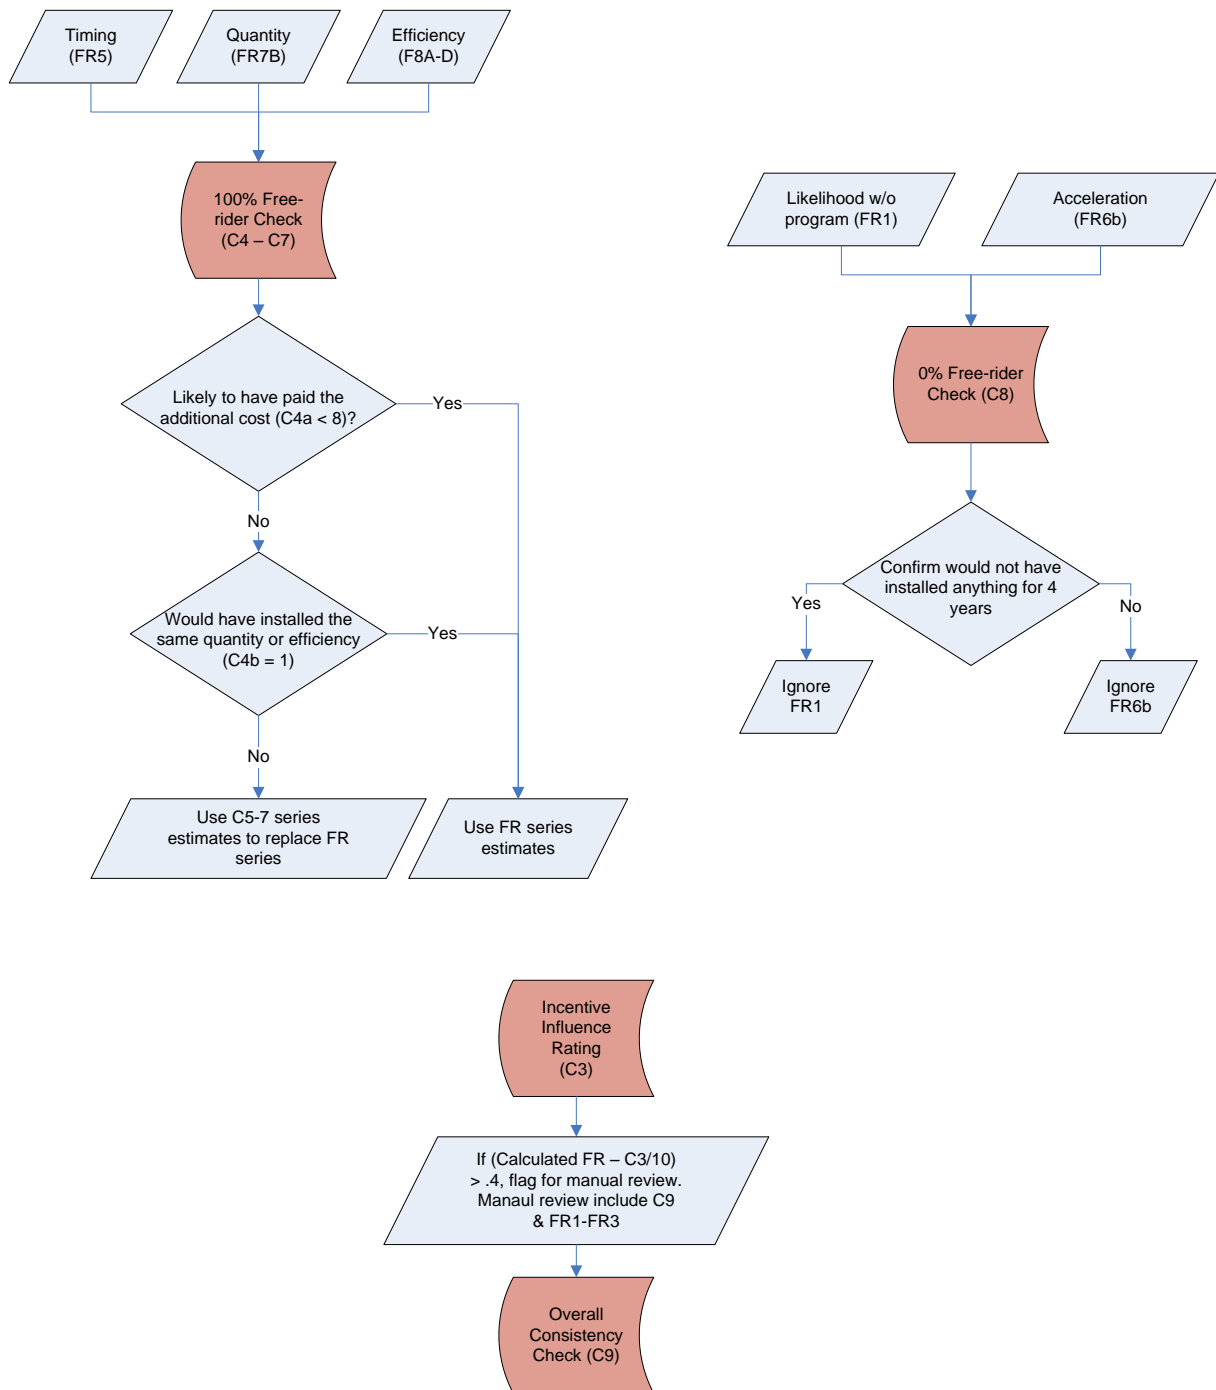 Timing
(FR5)
Quantity
(FR7B)
Efficiency
(F8A-D)
100% Free-
rider Check
(C4 – C7)
Likely to have paid the
additional cost (C4a < 8)?
Yes
No
Would have installed the
same quantity or efficiency
(C4b = 1)
Yes
No
Use C5-7 series
estimates to replace FR
series
Use FR series
estimates
Likelihood w/o
program (FR1)
Acceleration
(FR6b)
0% Free-rider
Check (C8)
Confirm would not have
installed anything for 4
years
Yes
No
Ignore
FR1
Ignore
FR6b
Incentive
Influence
Rating
(C3)
If (Calculated FR – C3/10)
> .4, flag for manual review.
Manaul review include C9
& FR1-FR3
Overall
Consistency
Check (C9)